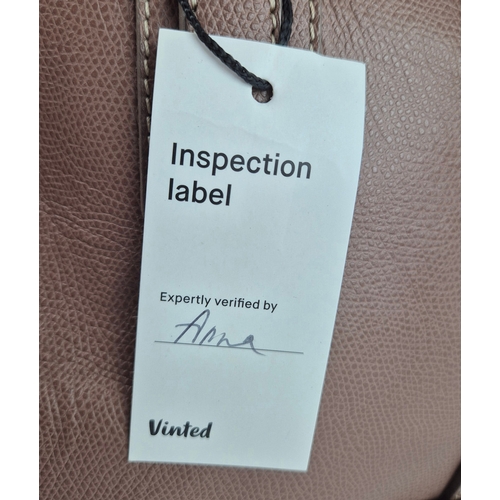 Inspection
label
Expertly verified by
Anna
Vinted